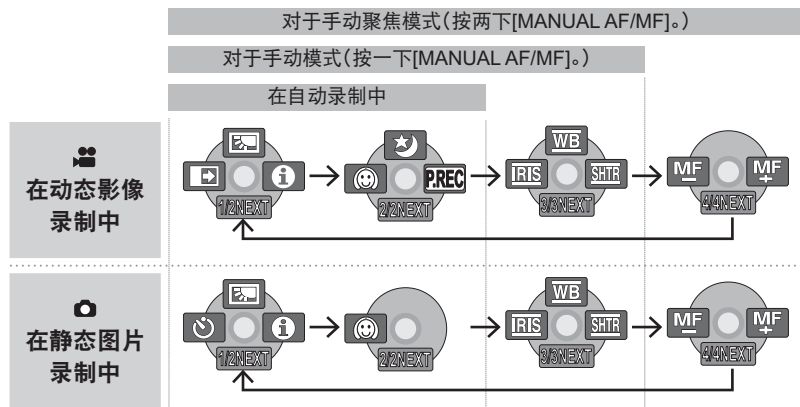 对于手动聚焦模式(按两下[MANUAL AF/MF]。)
对于手动模式(按一下[MANUAL AF/MF]。)
在自动录制中
在动态影像
录制中
1/2NEXT
P.REC
2/2NEXT
WB
IRIS
SHTR
3/3NEXT
MF
MF
4/4NEXT
在静态图片
录制中
1/2NEXT
2/2NEXT
WB
IRIS
SHTR
3/3NEXT
MF
MF
4/4NEXT